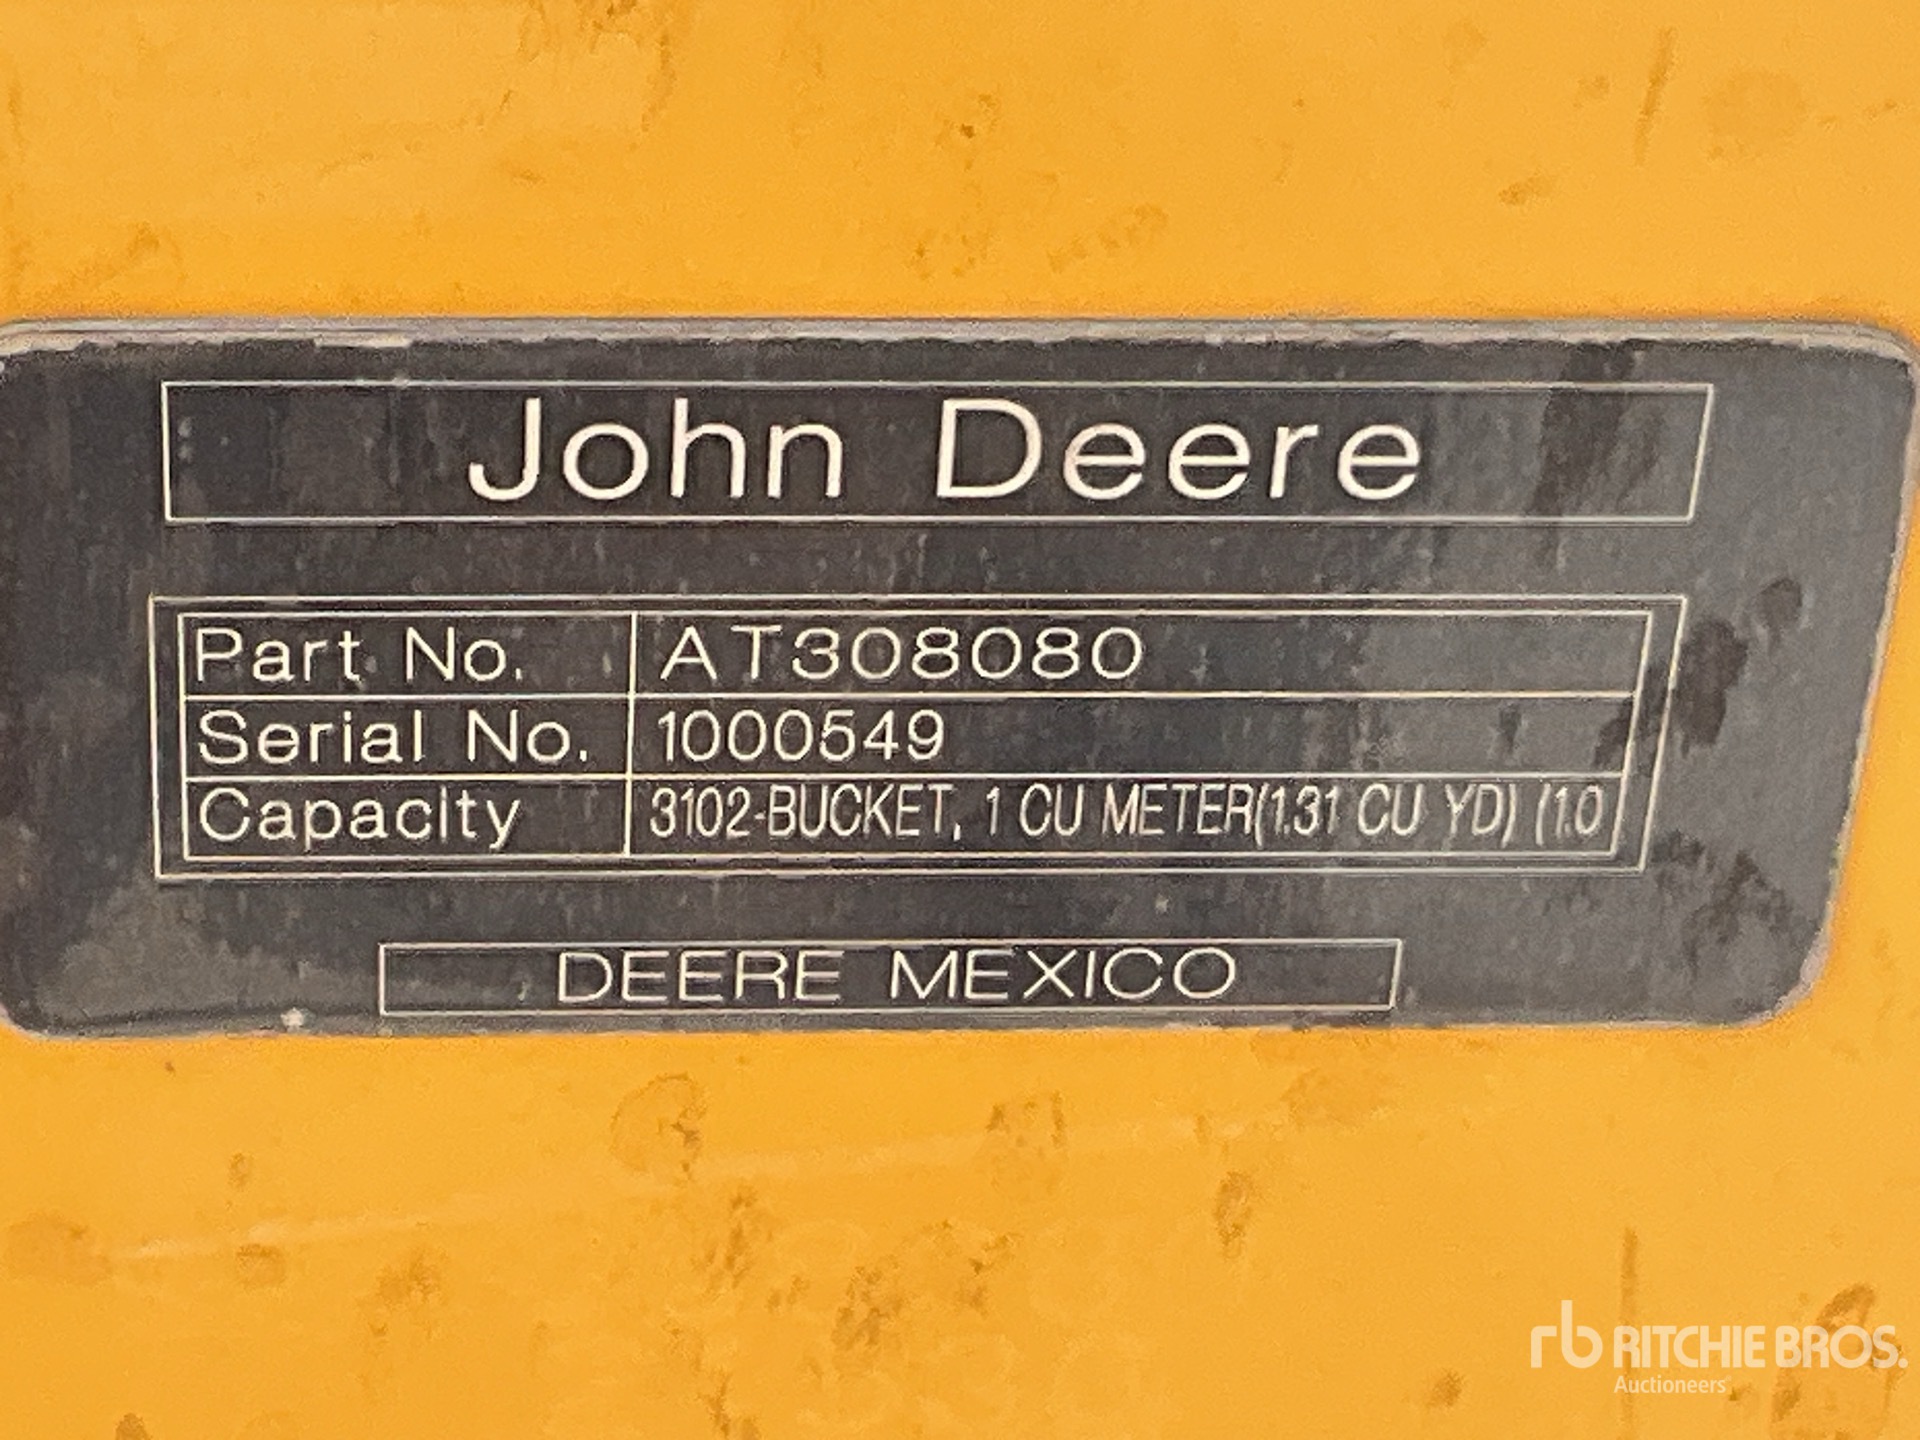 John Deere
Part No. AT308080
Serial No. 1000549
Capacity 3102-BUCKET, 1 CU METER(1.31 CU YD) (1.0
DEERE MEXICO
rb RITCHIE BROS.
Auctioneers